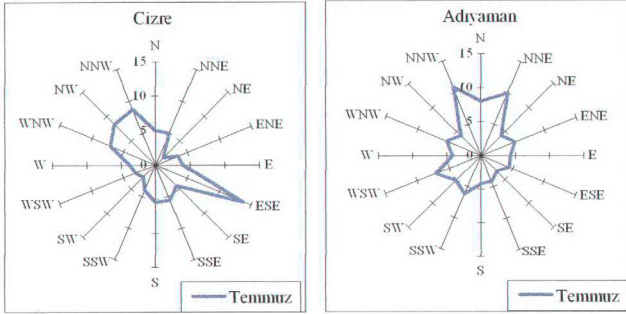 Cizre
N
NNW
15
NNE
NW
10
NE
WNW
5
ENE
W
0
E
WSW
ESE
SW
SE
SSW
SSE
S
Temmuz
Adıyaman
N
NNW
15
NNE
NW
10
NE
WNW
5
ENE
W
0
E
WSW
ESE
SW
SE
SSW
SSE
S
Temmuz